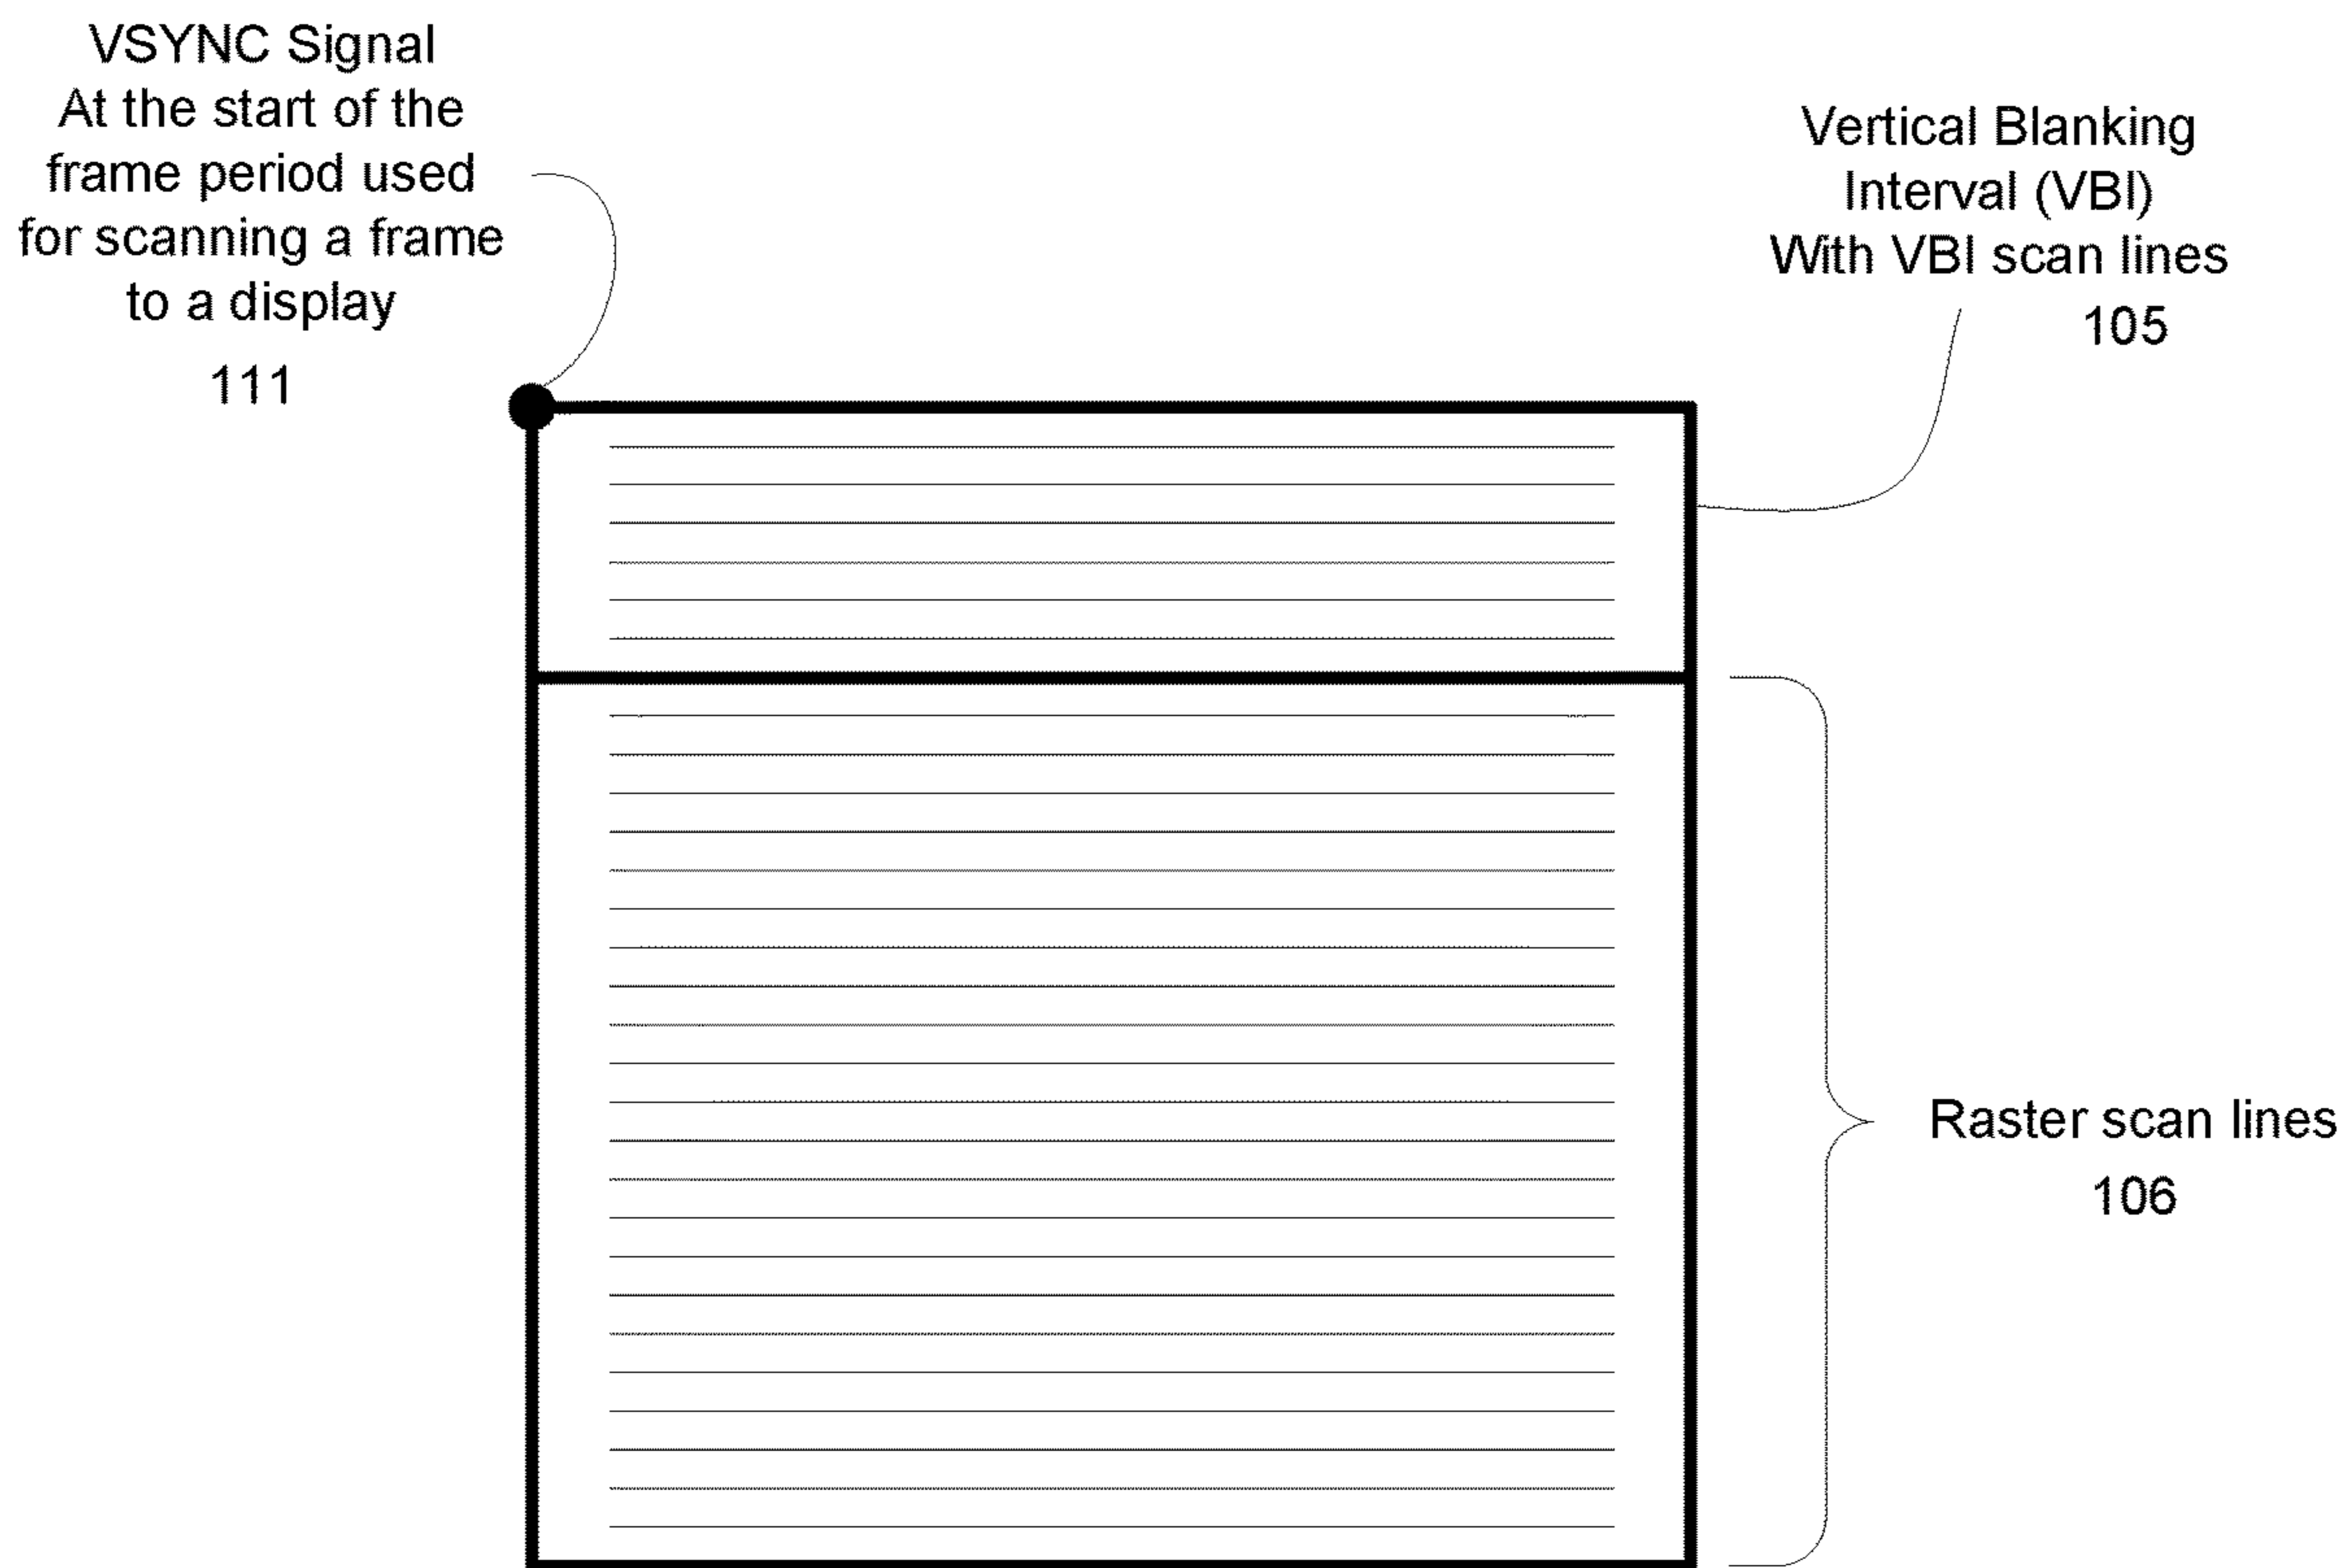 VSYNC Signal
At the start of the
frame period used
for scanning a frame
to a display
111
Vertical Blanking
Interval (VBI)
With VBI scan lines
105
Raster scan lines
106